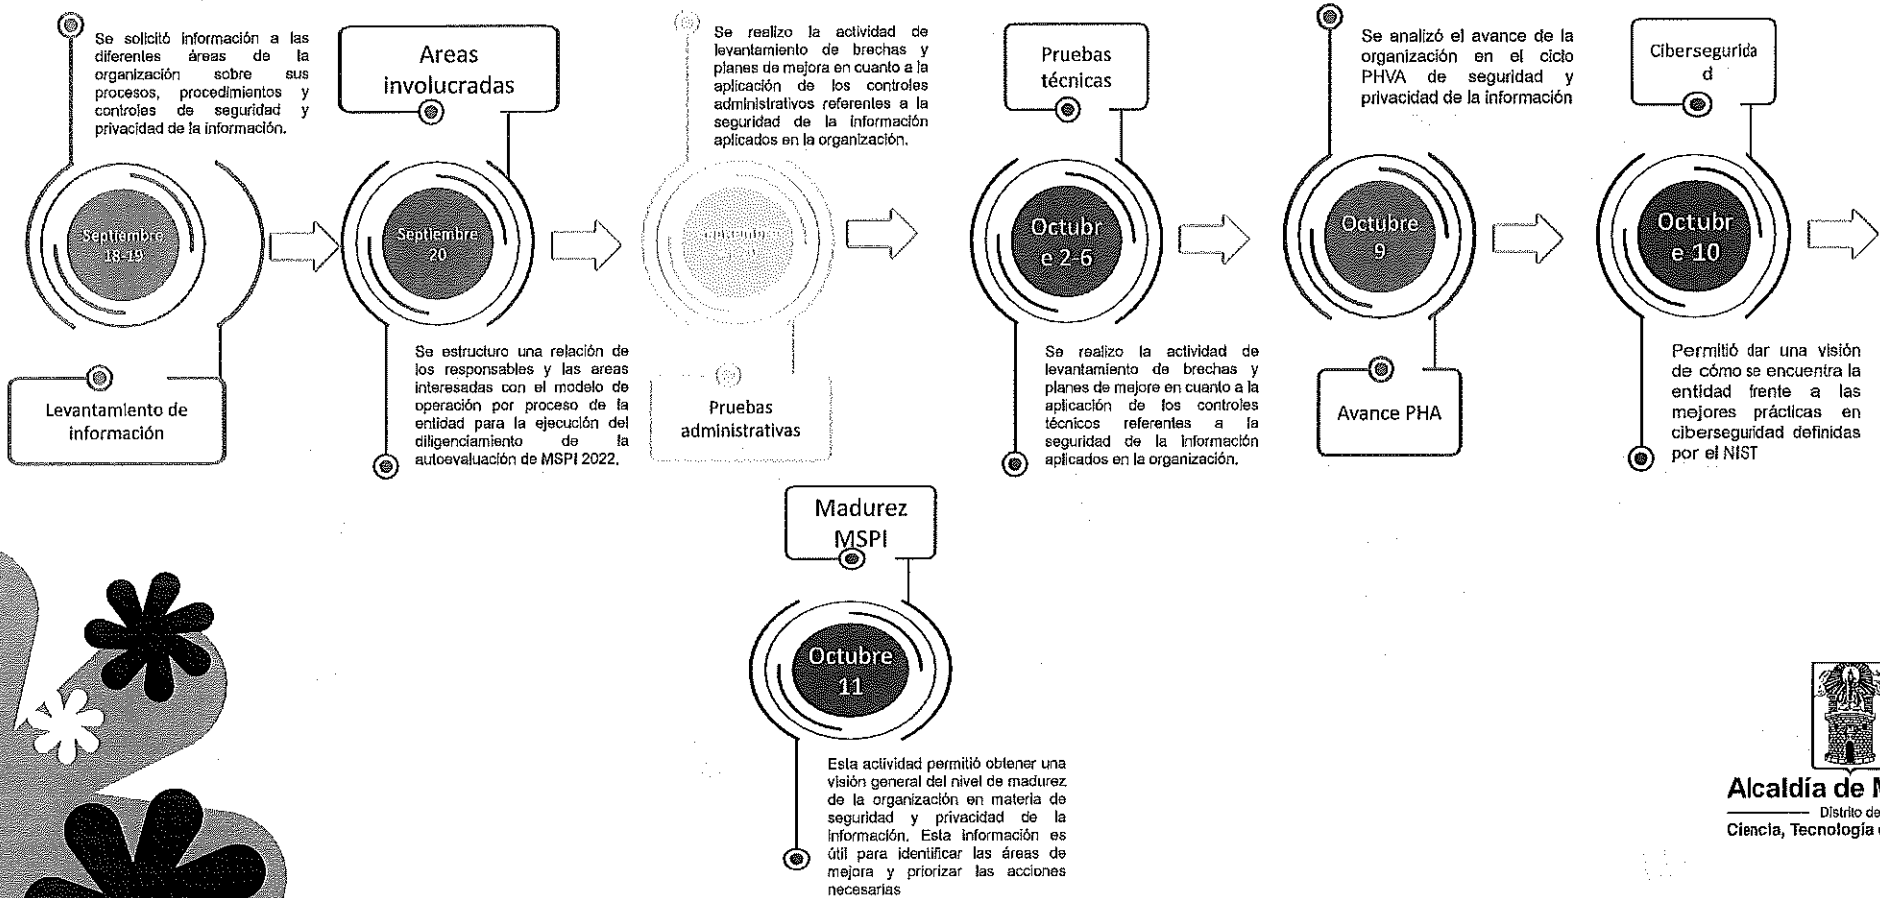 Se solicitó información a las
diferentes áreas de la
organización sobre sus
procesos, procedimientos y
controles de seguridad y
privacidad de la información.
Septiembre
18-19
Levantamiento de
información
Areas
involucradas
Septiembre
20
Se estructuro una relación de
los responsables y las areas
interesadas con el modelo de
operación por proceso de la
entidad para la ejecución del
diligenciamiento de la
autoevaluación de MSPI 2022.
Se realizo la actividad de
levantamiento de brechas y
planes de mejora en cuanto a la
aplicación de los controles
administrativos referentes a la
seguridad de la información
aplicados en la organización.
Pruebas
administrativas
Pruebas
técnicas
Octubr
e 2-6
Se realizo la actividad de
levantamiento de brechas y
planes de mejore en cuanto a la
aplicación de los controles
técnicos referentes a la
seguridad de la información
aplicados en la organización.
Se analizó el avance de la
organización en el ciclo
PHVA de seguridad y
privacidad de la información
Octubre
9
Avance PHA
Cibersegurida
d
Octubr
e 10
Permitió dar una visión
de cómo se encuentra la
entidad frente a las
mejores prácticas en
ciberseguridad definidas
por el NIST
Madurez
MSPI
Octubre
11
Esta actividad permitió obtener una
visión general del nivel de madurez
de la organización en materia de
seguridad y privacidad de la
información. Esta información es
útil para identificar las áreas de
mejora y priorizar las acciones
necesarias
Alcaldía de M
Distrito de
Ciencia, Tecnología